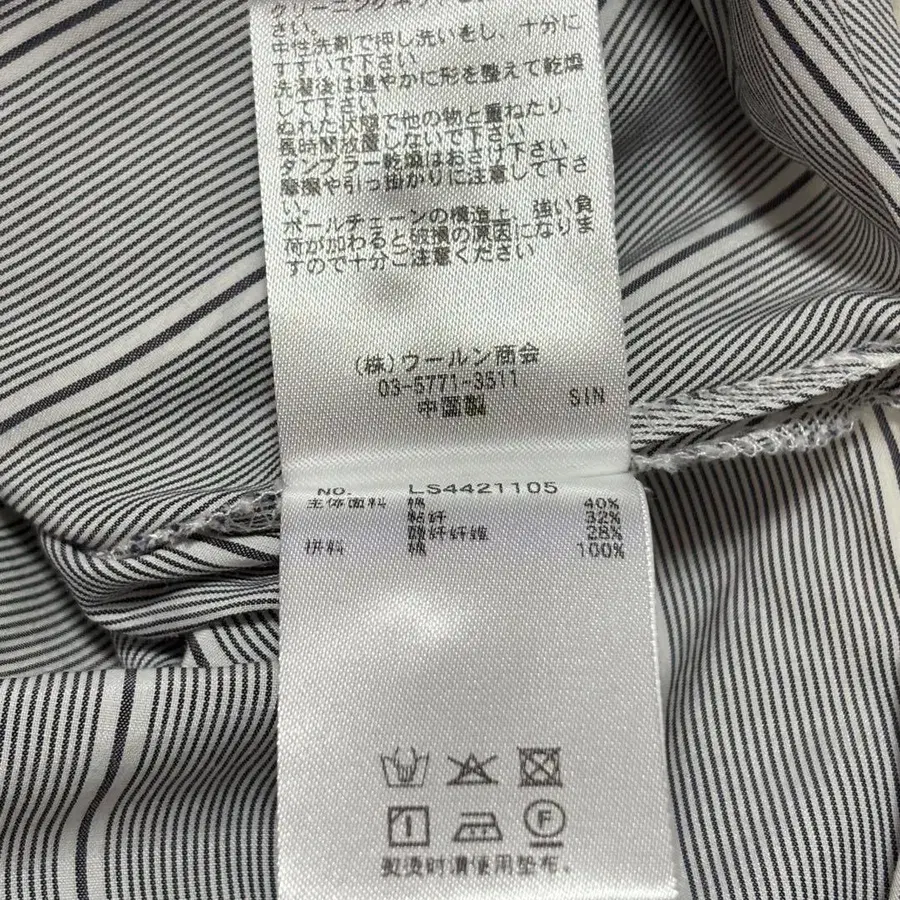 さい。
中性洗剤で押し洗いをし、十分に
すすいで下さい
洗濯後は速やかに形を整えて乾燥
して下さい
ぬれた状態で他の物と重ねたり、
長時間放置しないで下さい
タンブラー乾燥はおさけ下さい
摩擦や引っ掛かりに注意して下さ
い。
ボールチェーンの構造上、強い負
荷が加わると破損の原因になりま
すので十分ご注意ください
(株)ウールン商会
03-5771-3511
中国製 SIN
No. LS4421105
主体面料 棉 40%
粘纤 32%
醋纤纤维 28%
拼料 棉 100%
F
熨烫时须使用垫布。